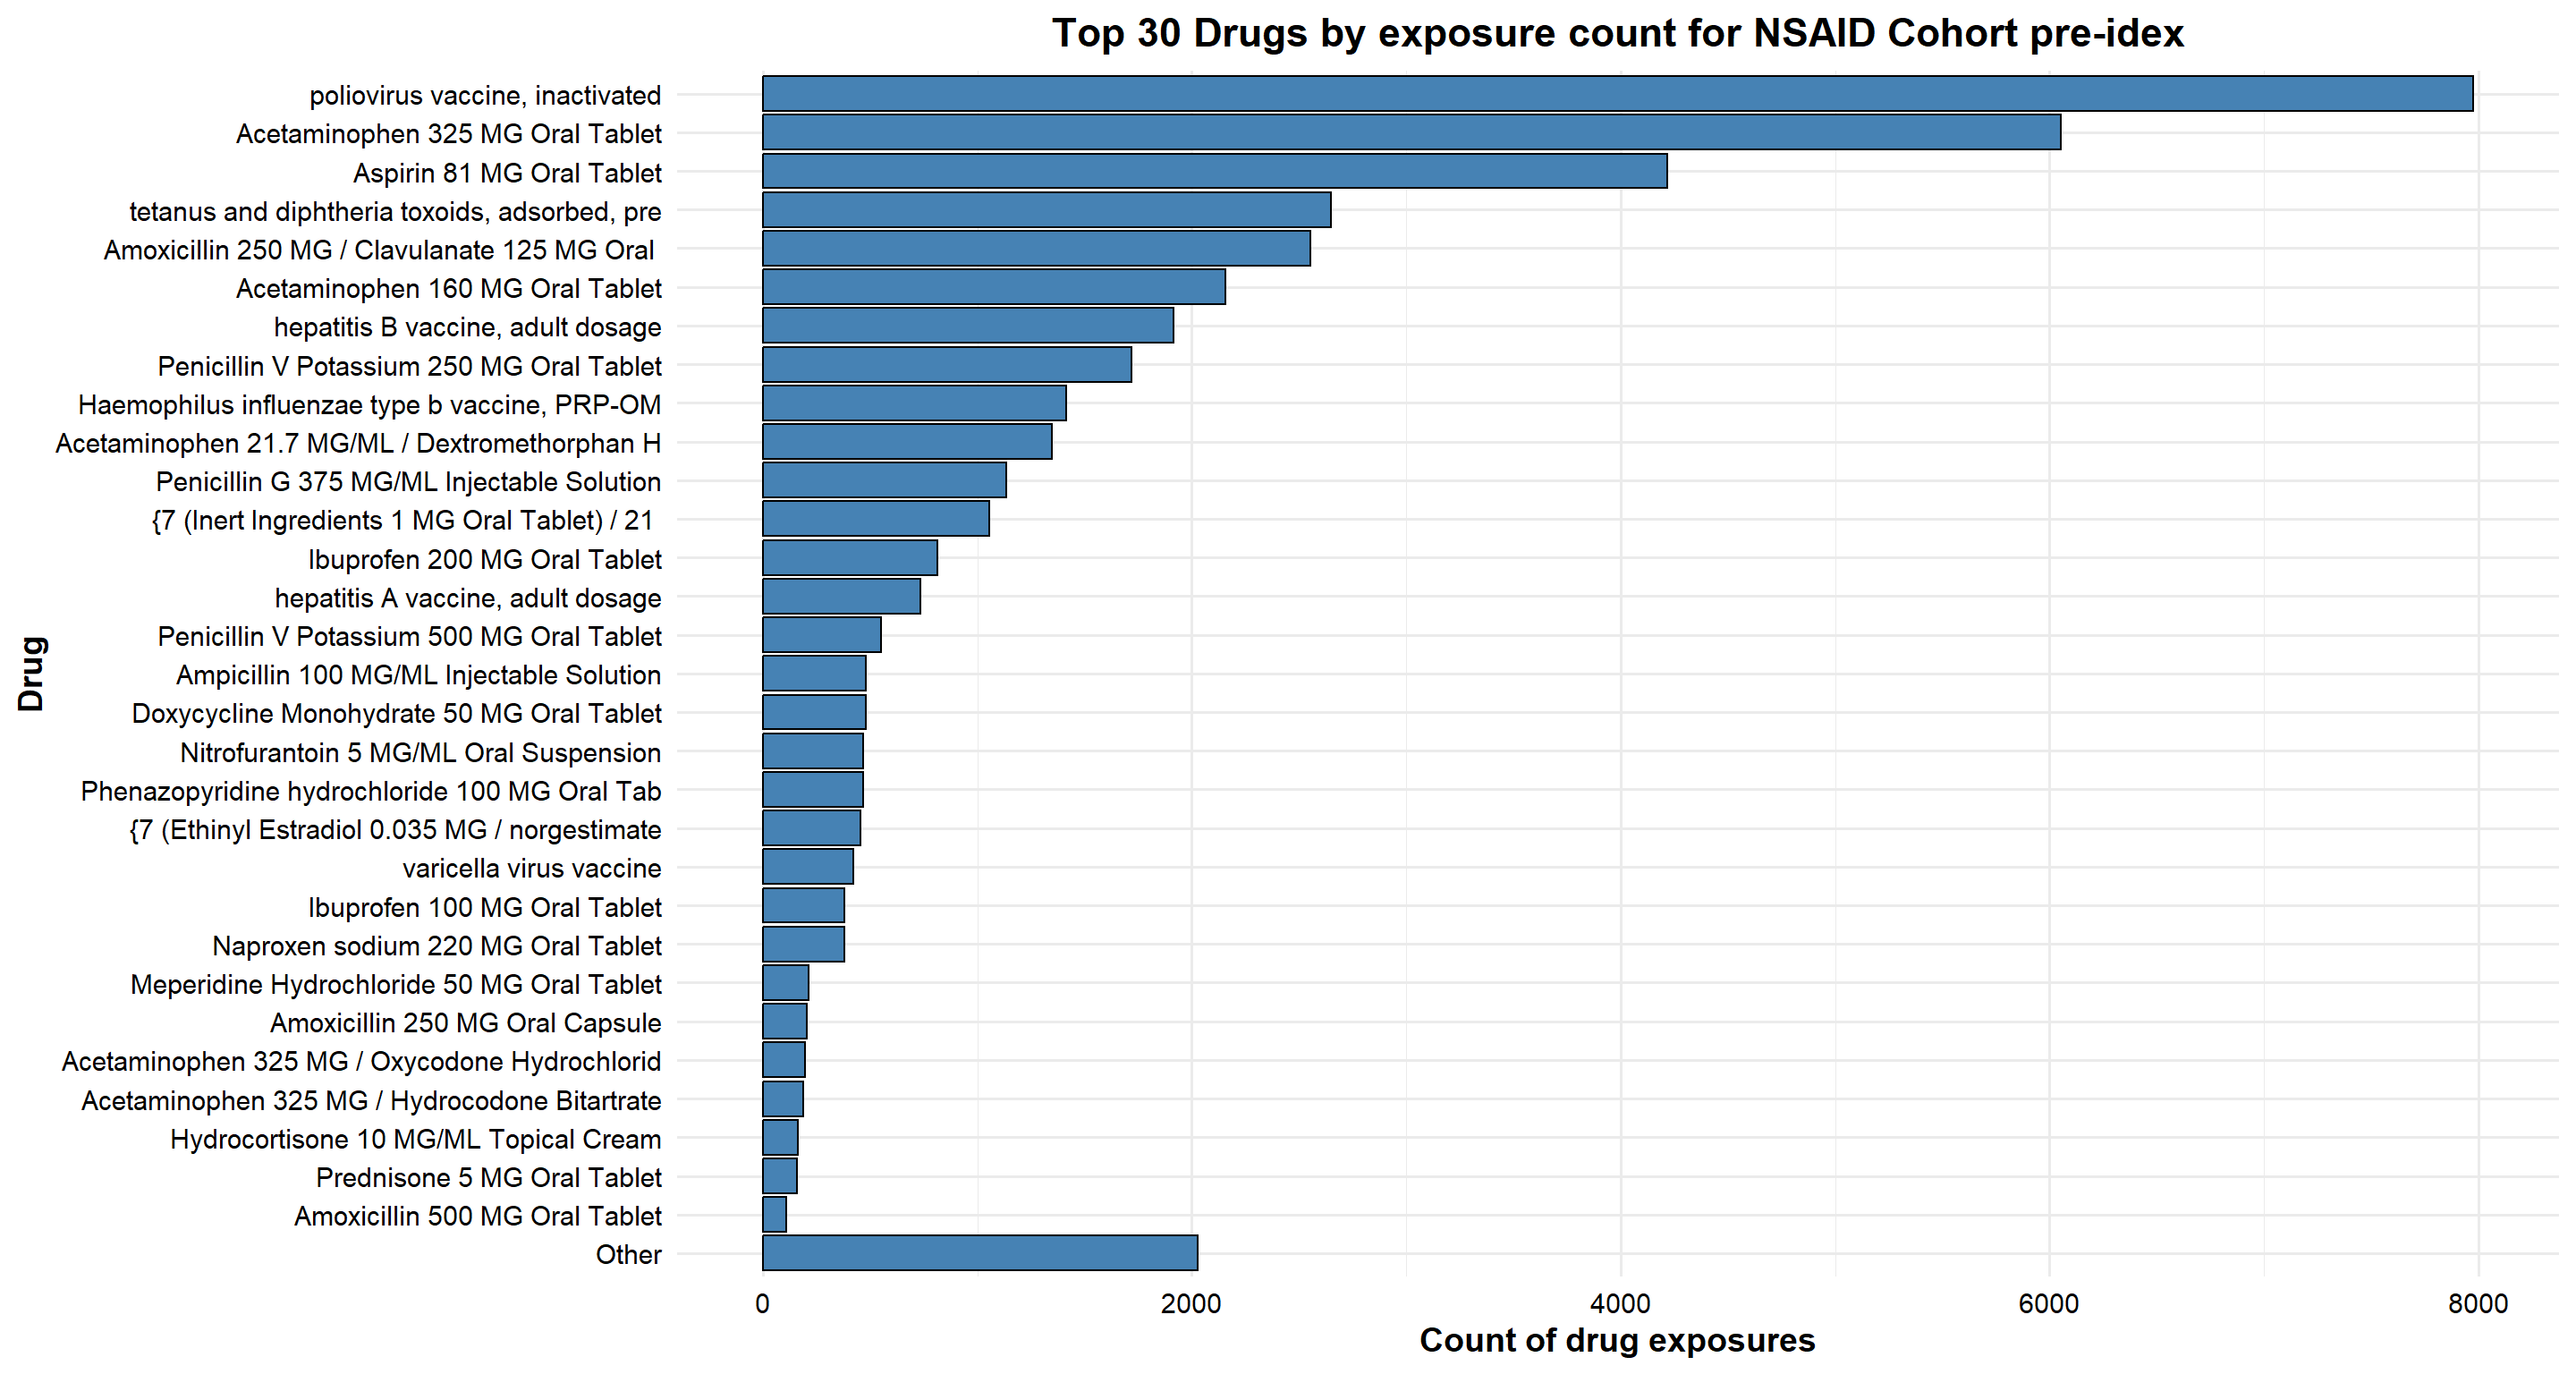 Top 30 Drugs by exposure count for NSAID Cohort pre-idex
poliovirus vaccine, inactivated
Acetaminophen 325 MG Oral Tablet
Aspirin 81 MG Oral Tablet
tetanus and diphtheria toxoids, adsorbed, pre
Amoxicillin 250 MG / Clavulanate 125 MG Oral
Acetaminophen 160 MG Oral Tablet
hepatitis B vaccine, adult dosage
Penicillin V Potassium 250 MG Oral Tablet
Haemophilus influenzae type b vaccine, PRP-OM
Acetaminophen 21.7 MG/ML / Dextromethorphan H
Penicillin G 375 MG/ML Injectable Solution
{7 (Inert Ingredients 1 MG Oral Tablet) / 21
Ibuprofen 200 MG Oral Tablet
hepatitis A vaccine, adult dosage
Penicillin V Potassium 500 MG Oral Tablet
Ampicillin 100 MG/ML Injectable Solution
Doxycycline Monohydrate 50 MG Oral Tablet
Nitrofurantoin 5 MG/ML Oral Suspension
Phenazopyridine hydrochloride 100 MG Oral Tab
{7 (Ethinyl Estradiol 0.035 MG / norgestimate
varicella virus vaccine
Ibuprofen 100 MG Oral Tablet
Naproxen sodium 220 MG Oral Tablet
Meperidine Hydrochloride 50 MG Oral Tablet
Amoxicillin 250 MG Oral Capsule
Acetaminophen 325 MG / Oxycodone Hydrochlorid
Acetaminophen 325 MG / Hydrocodone Bitartrate
Hydrocortisone 10 MG/ML Topical Cream
Prednisone 5 MG Oral Tablet
Amoxicillin 500 MG Oral Tablet
Other
Drug
0 2000 4000 6000 8000
Count of drug exposures